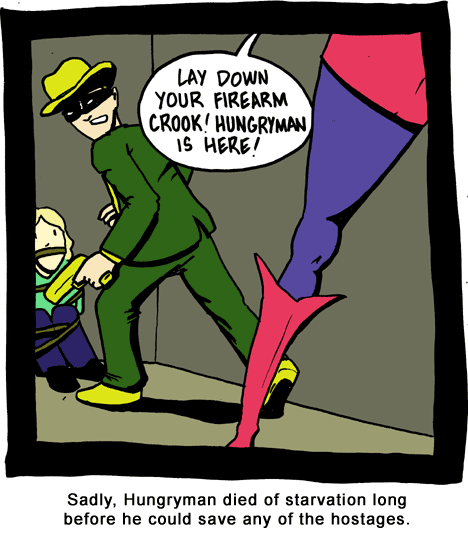 LAY DOWN
YOUR FIREARM
CROOK! HUNGRYMAN
IS HERE!
Sadly, Hungryman died of starvation long
before he could save any of the hostages.